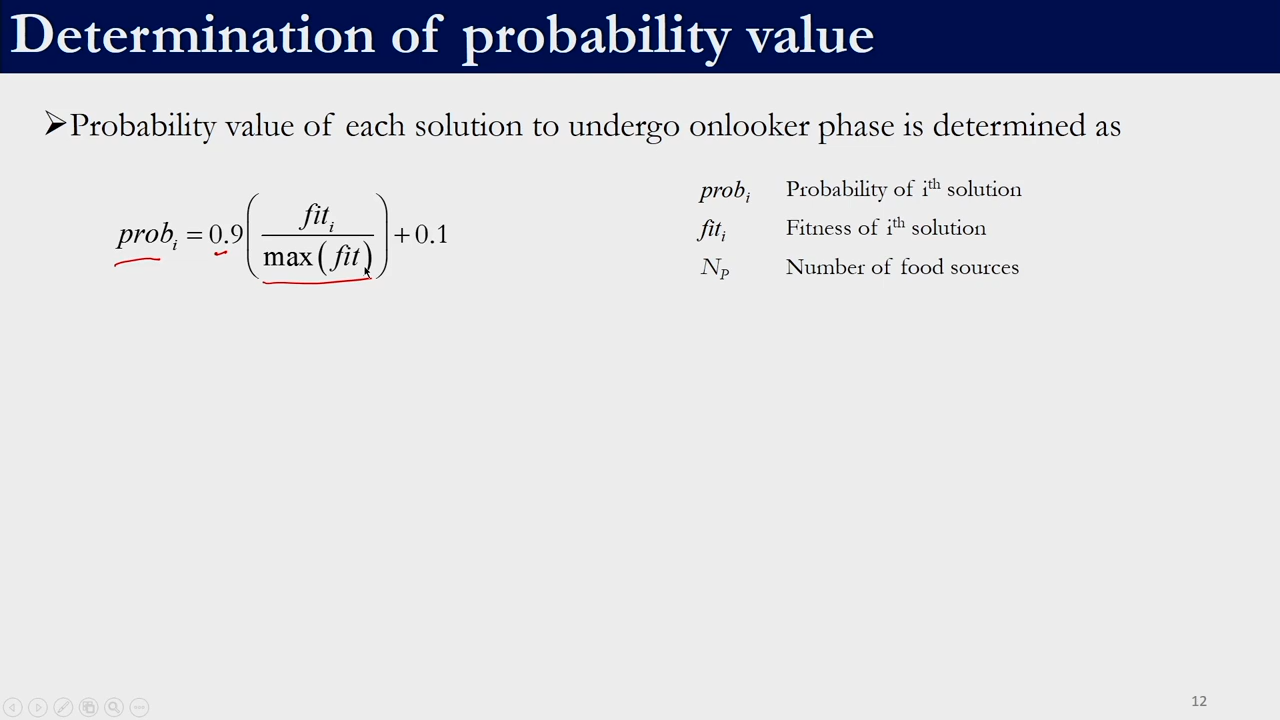 Determination of probability value
➢Probability value of each solution to undergo onlooker phase is determined as
prob_i = 0.9 ( fit_i / max ( fit ) ) + 0.1
prob_i Probability of i^th solution
fit_i Fitness of i^th solution
N_P Number of food sources
12